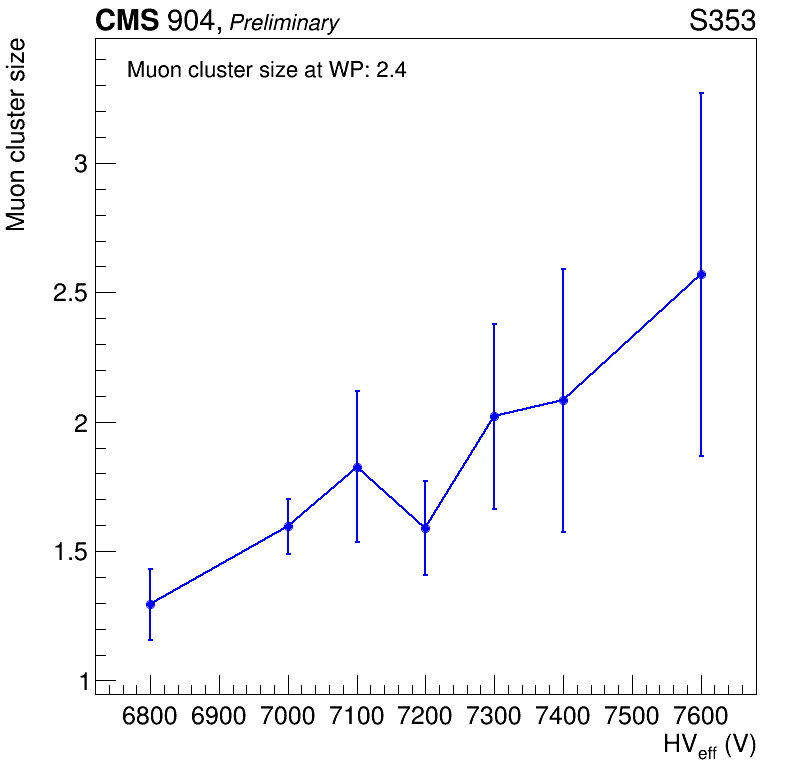 CMS 904, Preliminary S353
Muon cluster size at WP: 2.4
Muon cluster size
3
2.5
2
1.5
1
6800 6900 7000 7100 7200 7300 7400 7500 7600
HVeff (V)